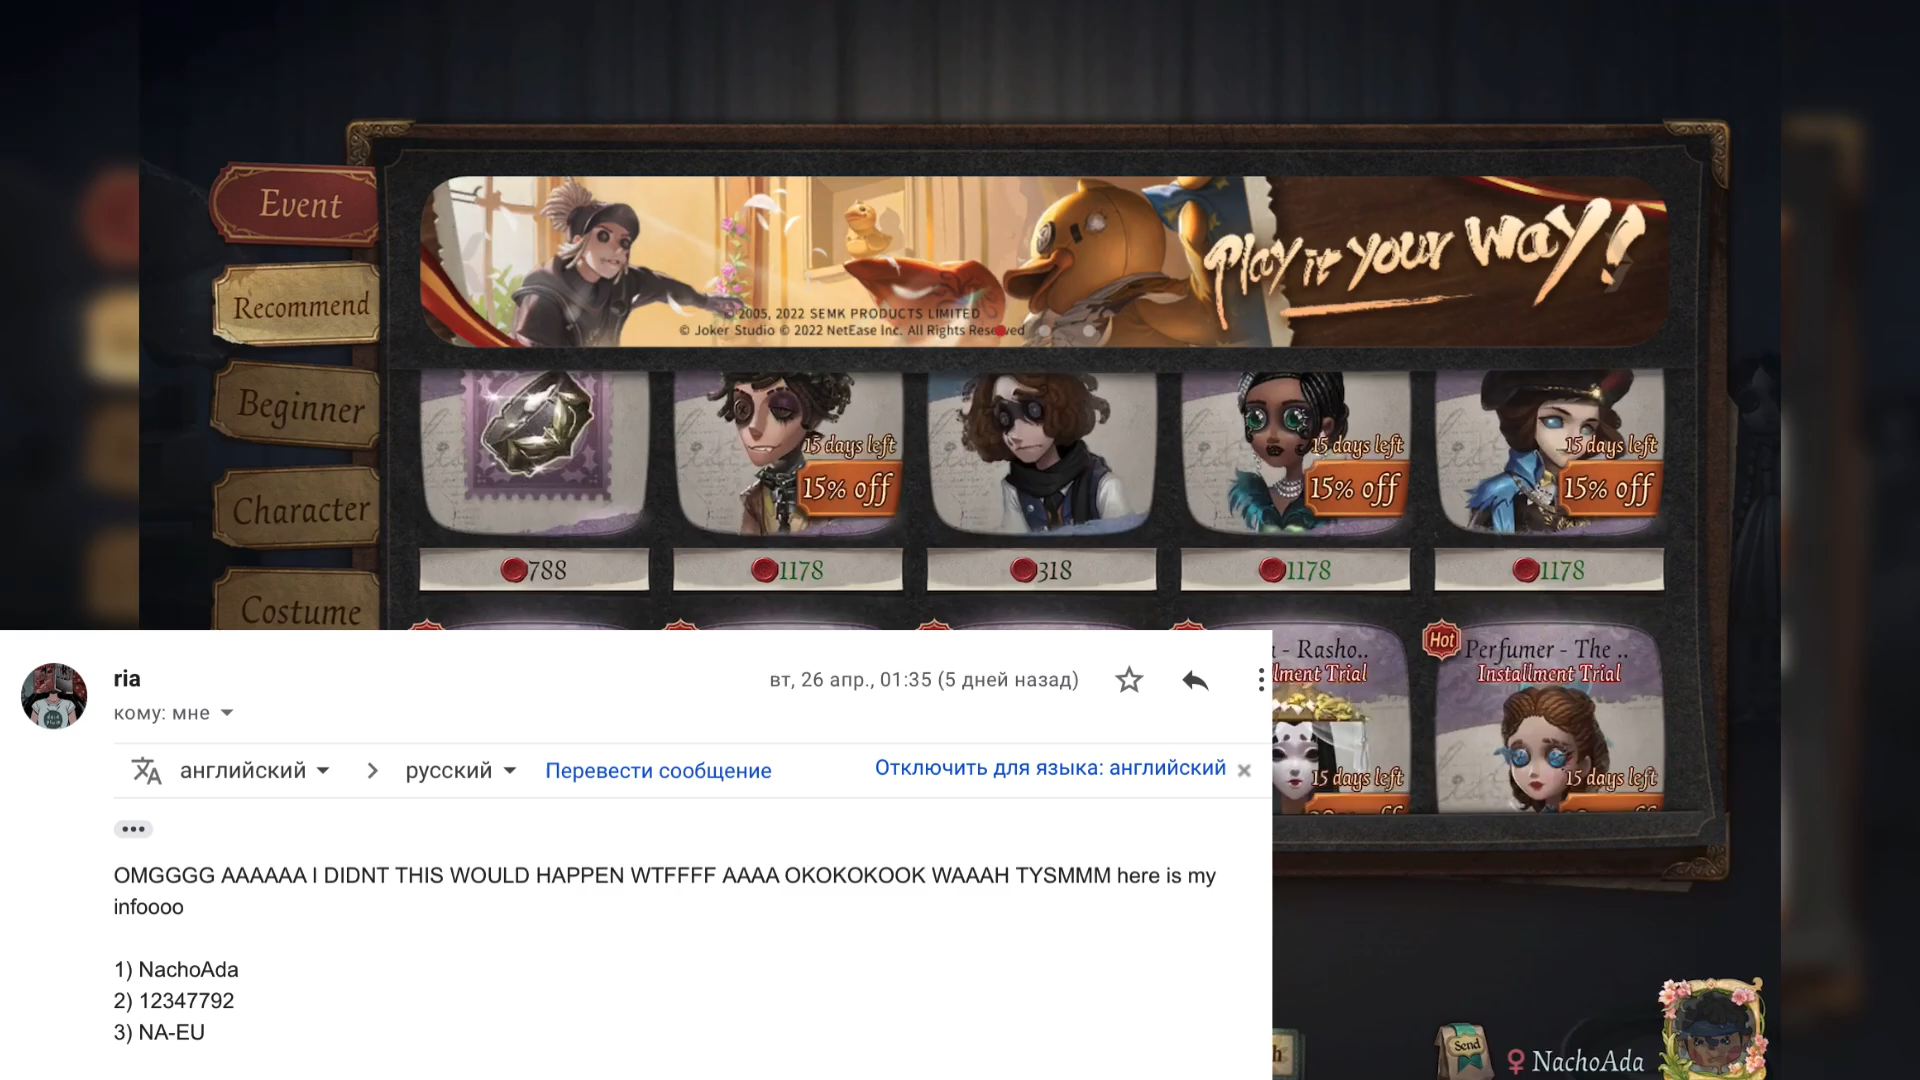 Event
Recommend
Beginner
Character
Costume
Play it your way!
© 2005, 2022 SEMK PRODUCTS LIMITED
© Joker Studio © 2022 NetEase Inc. All Rights Reserved
15 days left
15% off
15 days left
15% off
15 days left
15% off
788
1178
318
1178
1178
- Rasho..
lment Trial
15 days left
Hot
Perfumer - The ..
Installment Trial
15 days left
ria
вт, 26 апр., 01:35 (5 дней назад)
кому: мне
английский
русский
Перевести сообщение
Отключить для языка: английский
OMGGGG AAAAAA I DIDNT THIS WOULD HAPPEN WTFFFF AAAA OKOKOKOOK WAAAH TYSMMM here is my
infoooo
1) NachoAda
2) 12347792
3) NA-EU
Send
NachoAda